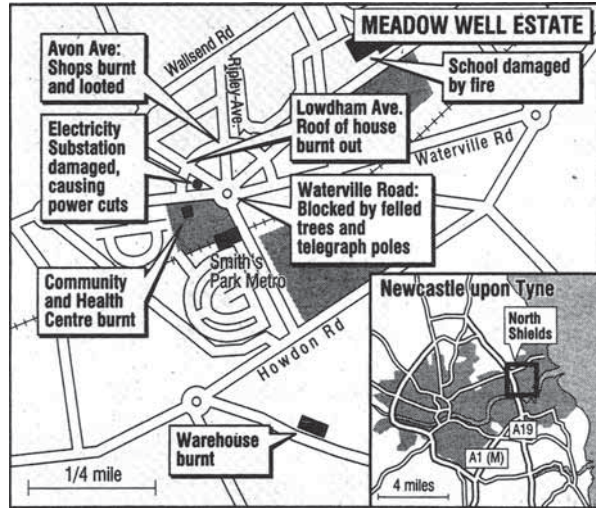 MEADOW WELL ESTATE
Avon Ave:
Shops burnt
and looted
Wallsend Rd
Ripley Ave.
School damaged
by fire
Electricity
Substation
damaged,
causing
power cuts
Lowdham Ave.
Roof of house
burnt out
Waterville Rd
Waterville Road:
Blocked by felled
trees and
telegraph poles
Smith's
Park Metro
Community
and Health
Centre burnt
Howdon Rd
Warehouse
burnt
1/4 mile
Newcastle upon Tyne
North
Shields
A19
A1 (M)
4 miles